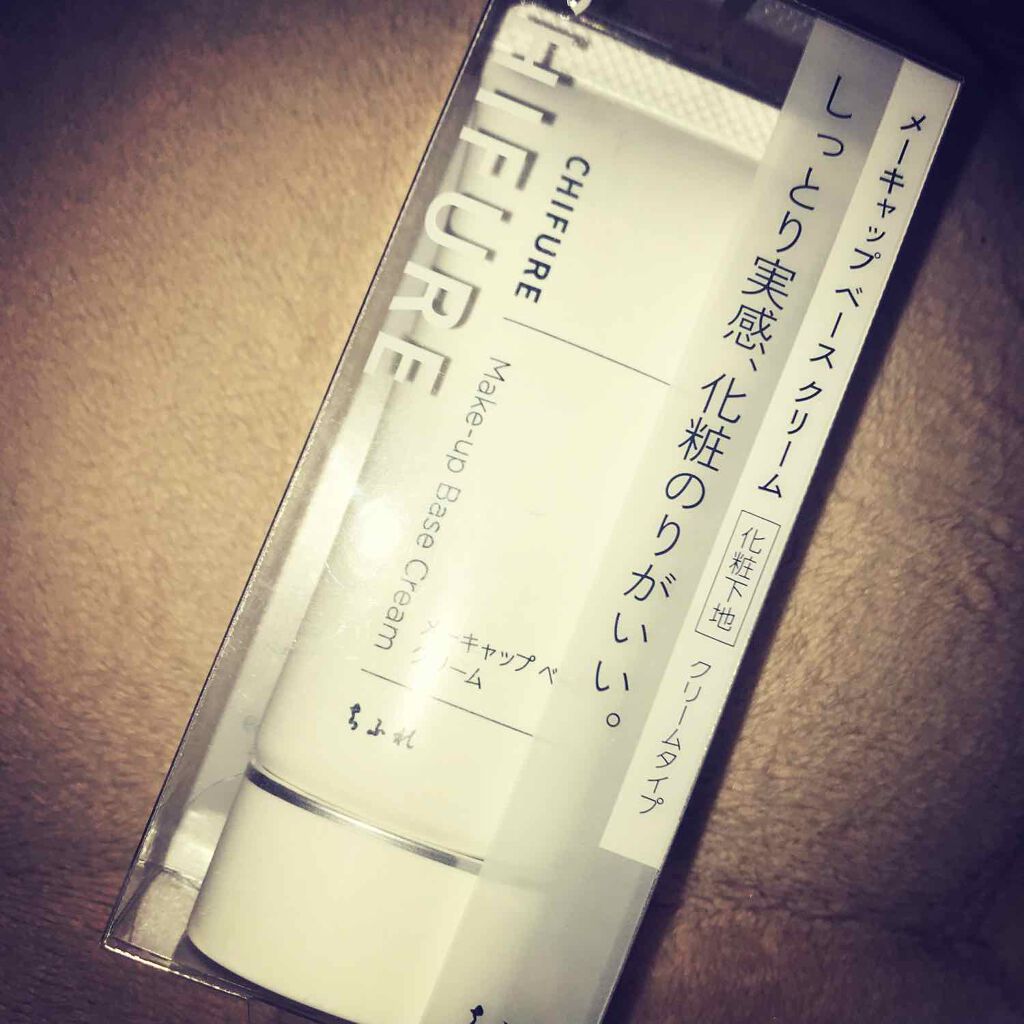 メーキャップ ベース クリーム 化粧下地 クリームタイプ
しっとり実感、化粧のりがいい。
HIFURE
CHIFURE
Make-up Base Cream
メーキャップ ベ
クリーム
ちふれ